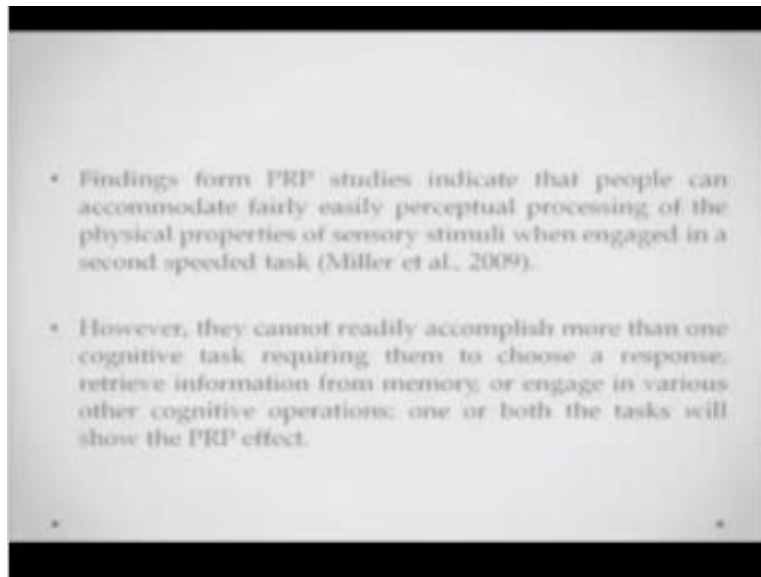 • Findings form PRP studies indicate that people can
accommodate fairly easily perceptual processing of the
physical properties of sensory stimuli when engaged in a
second speeded task (Miller et al., 2009).
• However, they cannot readily accomplish more than one
cognitive task requiring them to choose a response,
retrieve information from memory, or engage in various
other cognitive operations; one or both the tasks will
show the PRP effect.